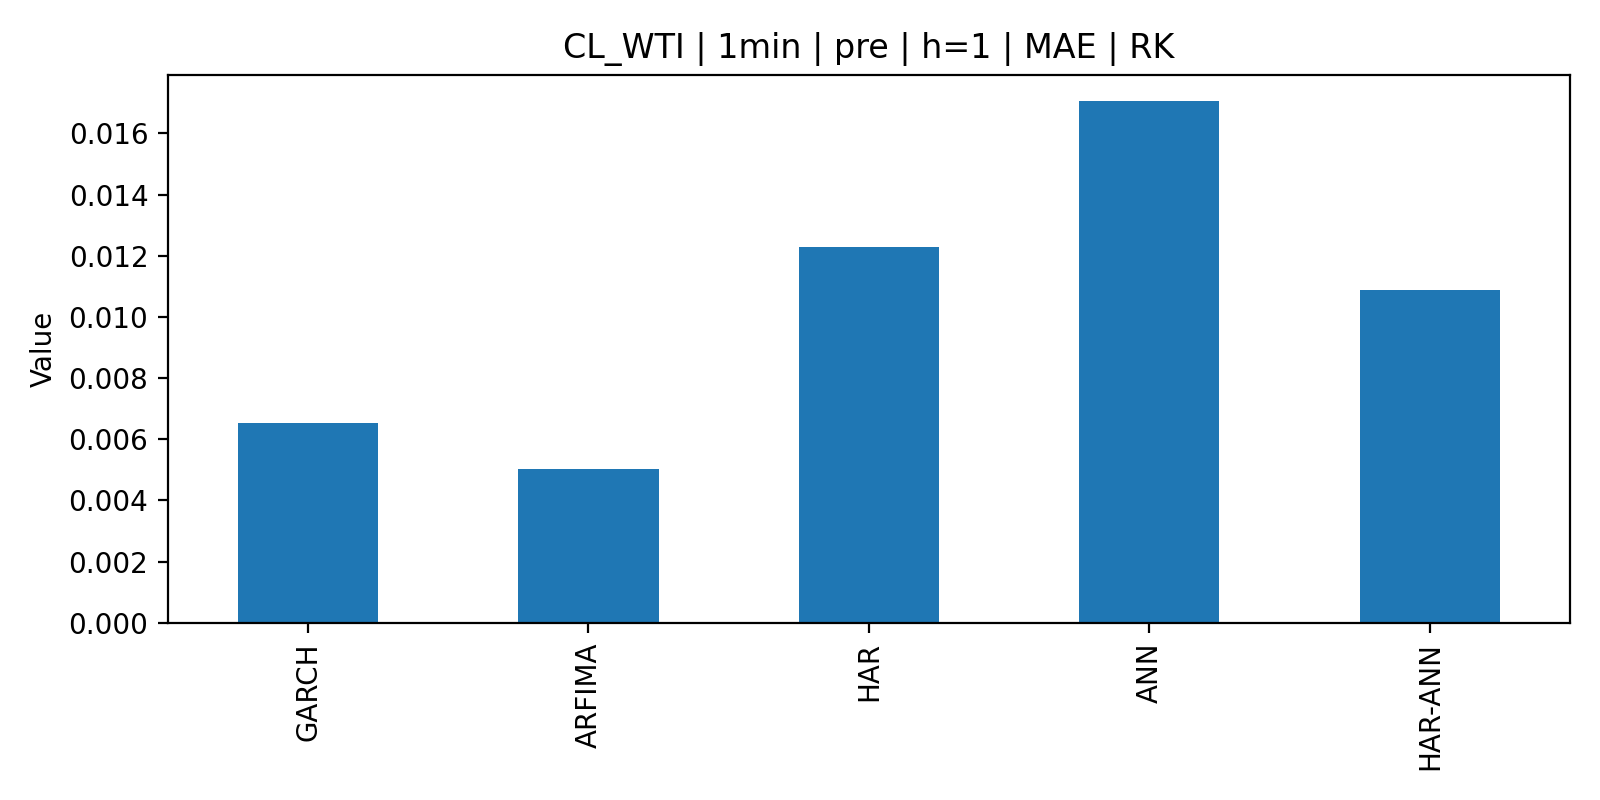 CL_WTI | 1min | pre | h=1 | MAE | RK
Value
0.016
0.014
0.012
0.010
0.008
0.006
0.004
0.002
0.000
GARCH
ARFIMA
HAR
ANN
HAR-ANN